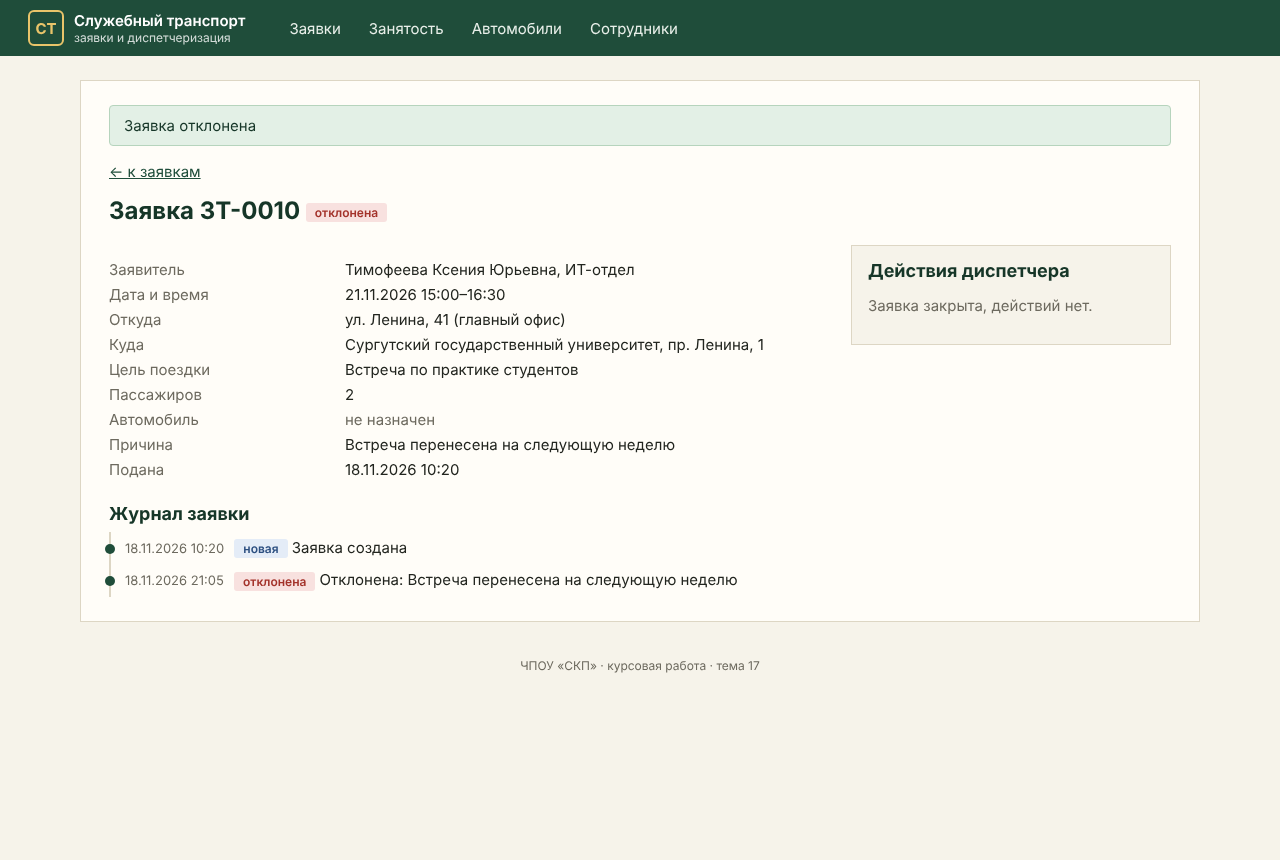 СТ
Служебный транспорт
заявки и диспетчеризация
Заявки Занятость Автомобили Сотрудники
Заявка отклонена
← к заявкам
Заявка ЗТ-0010 отклонена
Заявитель Тимофеева Ксения Юрьевна, ИТ-отдел
Дата и время 21.11.2026 15:00–16:30
Откуда ул. Ленина, 41 (главный офис)
Куда Сургутский государственный университет, пр. Ленина, 1
Цель поездки Встреча по практике студентов
Пассажиров 2
Автомобиль не назначен
Причина Встреча перенесена на следующую неделю
Подана 18.11.2026 10:20
Действия диспетчера
Заявка закрыта, действий нет.
Журнал заявки
18.11.2026 10:20 новая Заявка создана
18.11.2026 21:05 отклонена Отклонена: Встреча перенесена на следующую неделю
ЧПОУ «СКП» · курсовая работа · тема 17